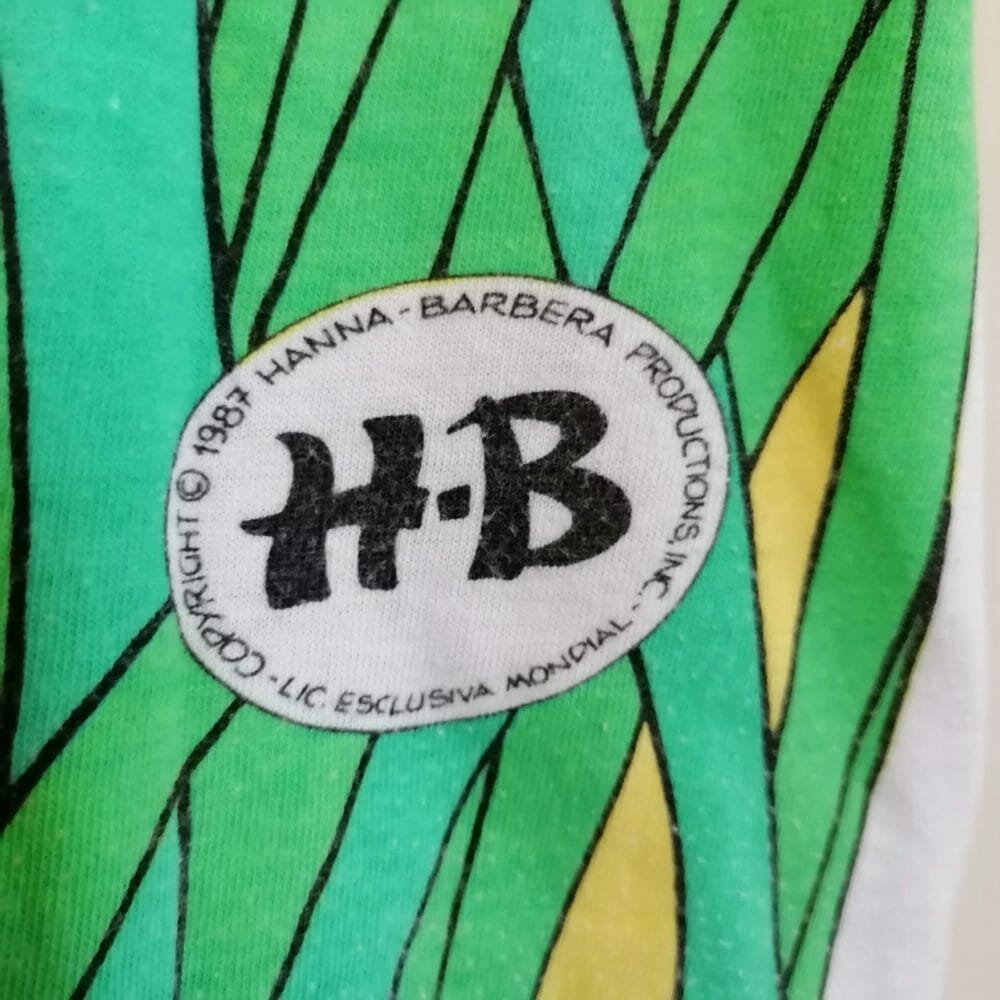 COPYRIGHT © 1987 HANNA-BARBERA PRODUCTIONS, INC. - LIC. ESCLUSIVA MONDIAL -
H-B